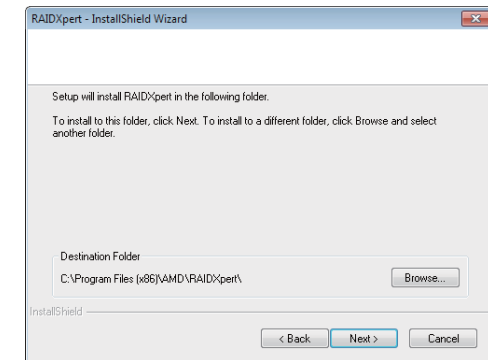 RAIDXpert - InstallShield Wizard
Setup will install RAIDXpert in the following folder.
To install to this folder, click Next. To install to a different folder, click Browse and select
another folder.
Destination Folder
C:\Program Files (x86)\AMD\RAIDXpert\
Browse...
InstallShield
< Back
Next >
Cancel